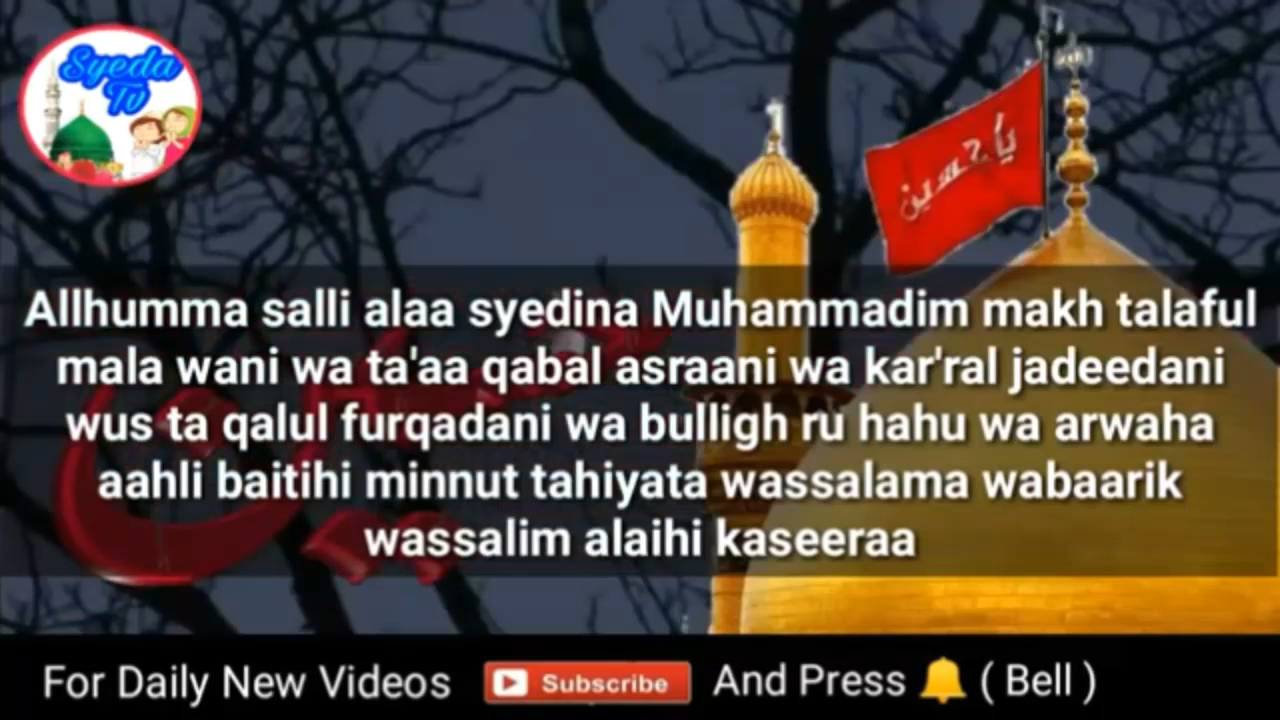 Syeda
Tv
يا حسين
Allhumma salli alaa syedina Muhammadim makh talaful
mala wani wa ta'aa qabal asraani wa kar'ral jadeedani
wus ta qalul furqadani wa bulligh ru hahu wa arwaha
aahli baitihi minnut tahiyata wassalama wabaarik
wassalim alaihi kaseeraa
For Daily New Videos Subscribe And Press ( Bell )